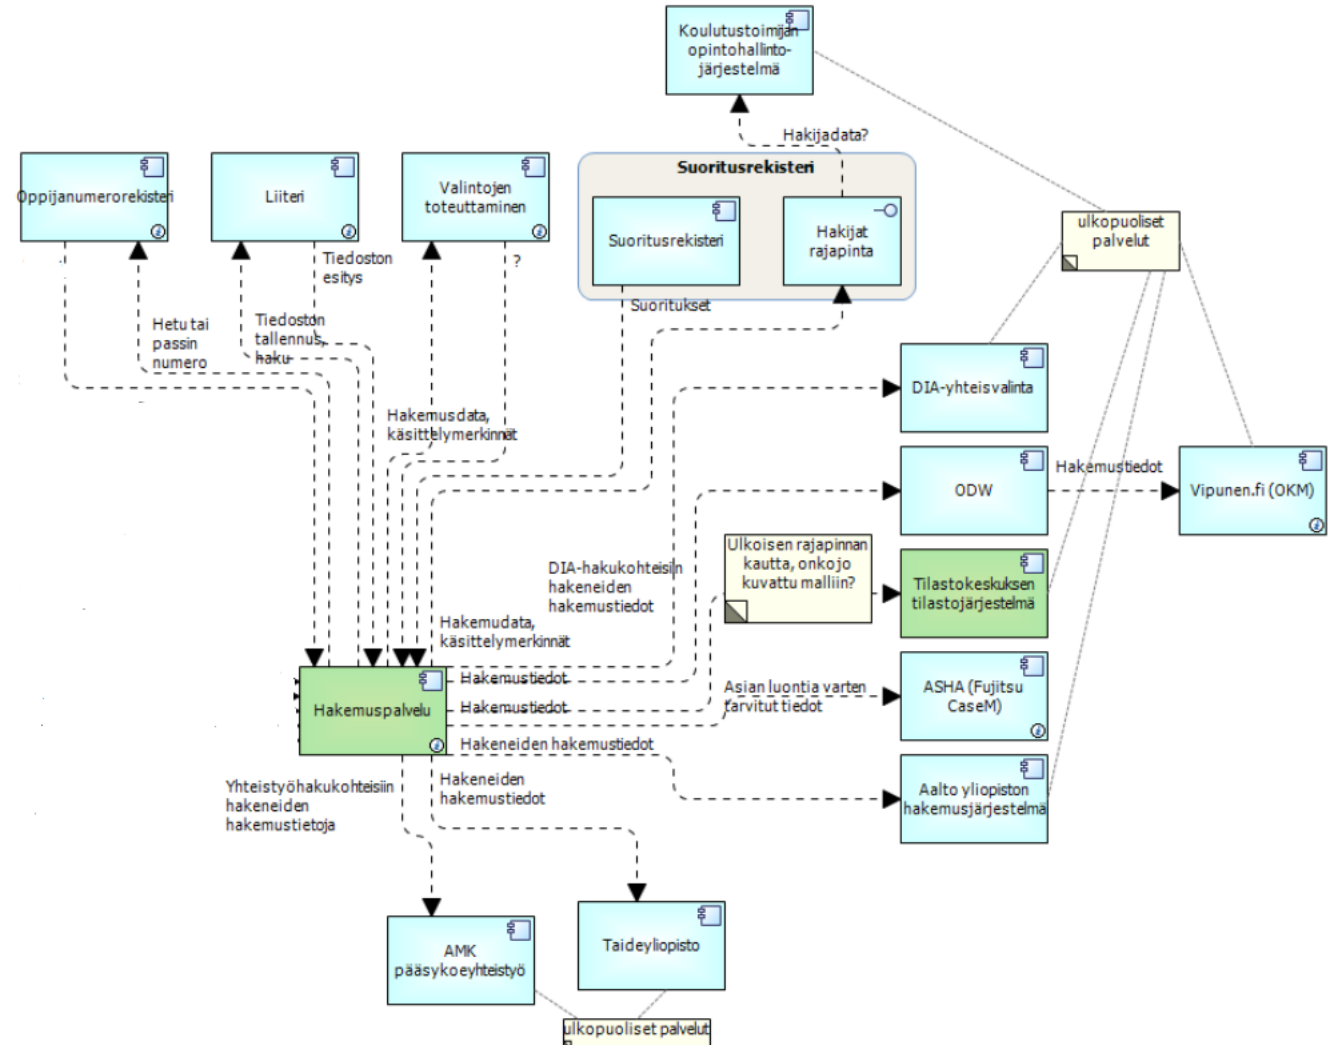 Koulutustoimijan
opintohallinto-
järjestelmä
Hakijadata?
Suoritusrekisteri
Oppijanumerorekisteri
Liiteri
Valintojen
toteuttaminen
Suoritusrekisteri
Hakijat
rajapinta
ulkopuoliset
palvelut
Tiedoston
esitys
?
Suoritukset
Hetu tai
passin
numero
Tiedoston
tallennus,
haku
Hakemusdata,
käsittelymerkinnät
DIA-yhteisvalinta
ODW
Hakemustiedot
Vipunen.fi (OKM)
Ulkoisen rajapinnan
kautta, onko jo
kuvattu malliin?
Tilastokeskuksen
tilastojärjestelmä
DIA-hakukohteisiin
hakeneiden
hakemustiedot
Hakemudata,
käsittelymerkinnät
Hakemustiedot
Hakemustiedot
Asian luontia varten
tarvitut tiedot
ASHA (Fujitsu
CaseM)
Hakemuspalvelu
Hakeneiden hakemustiedot
Aalto yliopiston
hakemusjärjestelmä
Yhteistyöhakukohteisiin
hakeneiden
hakemustietoja
Hakeneiden
hakemustiedot
AMK
pääsykoeyhteistyö
Taideyliopisto
ulkopuoliset palvelut